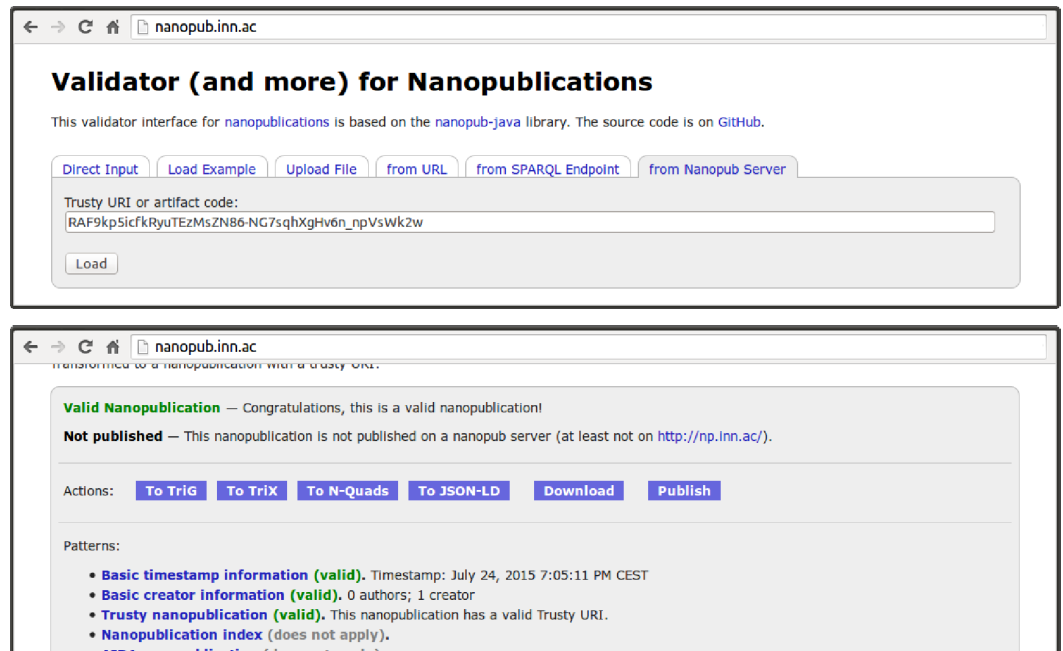 nanopub.inn.ac
Validator (and more) for Nanopublications
This validator interface for nanopublications is based on the nanopub-java library. The source code is on GitHub.
Direct Input Load Example Upload File from URL from SPARQL Endpoint from Nanopub Server
Trusty URI or artifact code:
RAF9kp5icfkRyuTEzMsZN86-NG7sqhXgHv6n_npVsWk2w
Load
nanopub.inn.ac
transformed to a nanopublication with a trusty URI.
Valid Nanopublication — Congratulations, this is a valid nanopublication!
Not published — This nanopublication is not published on a nanopub server (at least not on http://np.inn.ac/).
Actions: To TriG To TriX To N-Quads To JSON-LD Download Publish
Patterns:
• Basic timestamp information (valid). Timestamp: July 24, 2015 7:05:11 PM CEST
• Basic creator information (valid). 0 authors; 1 creator
• Trusty nanopublication (valid). This nanopublication has a valid Trusty URI.
• Nanopublication index (does not apply).